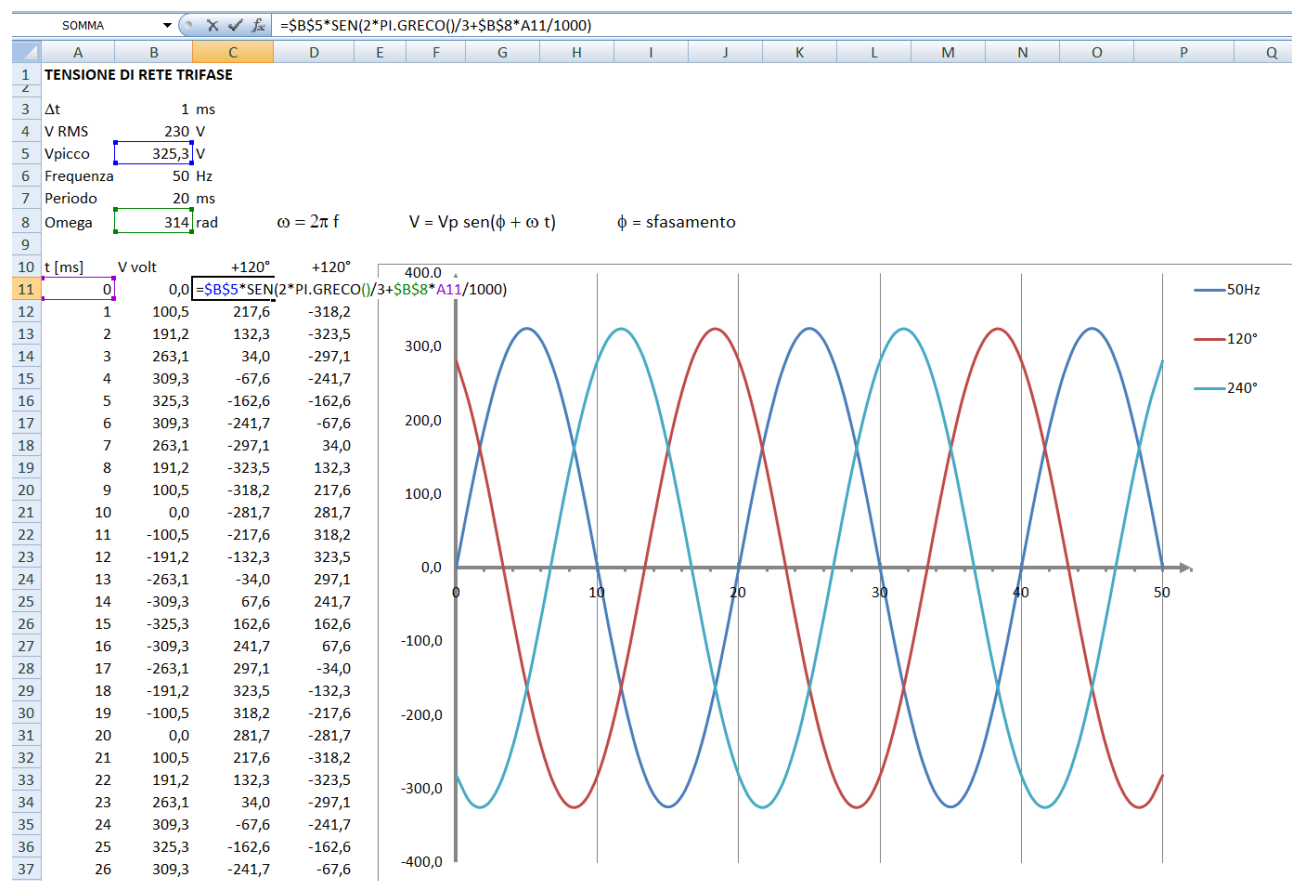 SOMMA fx =$B$5*SEN(2*PI.GRECO()/3+$B$8*A11/1000)
A B C D E F G H I J K L M N O P Q
1 TENSIONE DI RETE TRIFASE
2
3 Δt 1 ms
4 V RMS 230 V
5 Vpicco 325,3 V
6 Frequenza 50 Hz
7 Periodo 20 ms
8 Omega 314 rad ω = 2π f V = Vp sen(ϕ + ω t) ϕ = sfasamento
9
10 t [ms] V volt +120° +120°
11 0 0,0 =$B$5*SEN(2*PI.GRECO()/3+$B$8*A11/1000)
12 1 100,5 217,6 -318,2
13 2 191,2 132,3 -323,5
14 3 263,1 34,0 -297,1
15 4 309,3 -67,6 -241,7
16 5 325,3 -162,6 -162,6
17 6 309,3 -241,7 -67,6
18 7 263,1 -297,1 34,0
19 8 191,2 -323,5 132,3
20 9 100,5 -318,2 217,6
21 10 0,0 -281,7 281,7
22 11 -100,5 -217,6 318,2
23 12 -191,2 -132,3 323,5
24 13 -263,1 -34,0 297,1
25 14 -309,3 67,6 241,7
26 15 -325,3 162,6 162,6
27 16 -309,3 241,7 67,6
28 17 -263,1 297,1 -34,0
29 18 -191,2 323,5 -132,3
30 19 -100,5 318,2 -217,6
31 20 0,0 281,7 -281,7
32 21 100,5 217,6 -318,2
33 22 191,2 132,3 -323,5
34 23 263,1 34,0 -297,1
35 24 309,3 -67,6 -241,7
36 25 325,3 -162,6 -162,6
37 26 309,3 -241,7 -67,6
400,0
300,0
200,0
100,0
0,0
-100,0
-200,0
-300,0
-400,0
0 10 20 30 40 50
50Hz
120°
240°